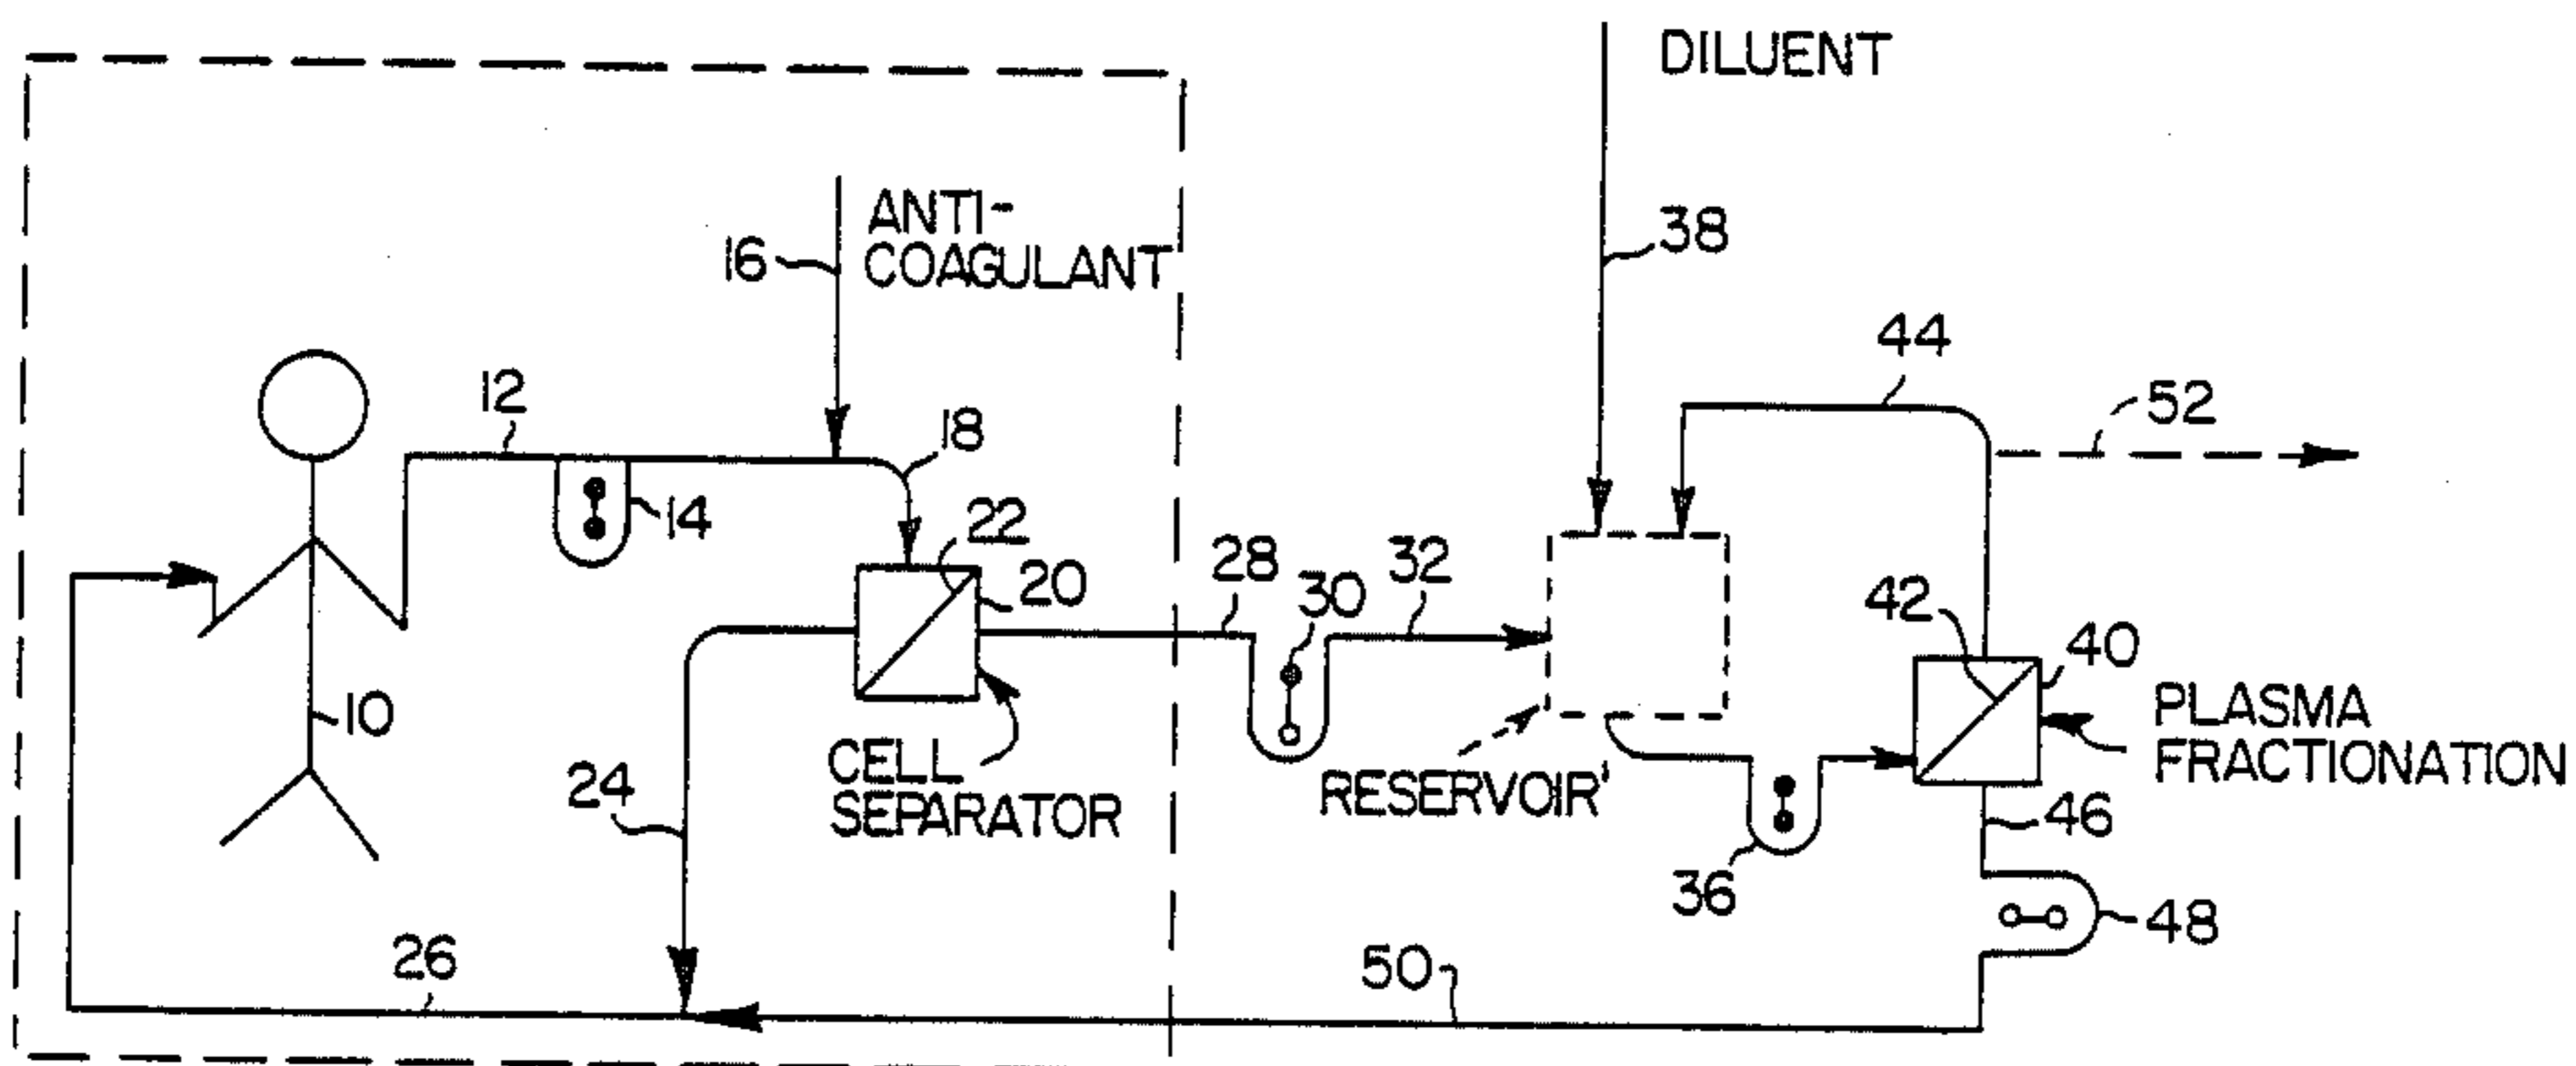 DILUENT
ANTI-
COAGULANT
16
38
44
12
52
18
14
22
20
28
30
32
42
40
10
PLASMA
FRACTIONATION
CELL
SEPARATOR
24
RESERVOIR
46
36
48
26
50